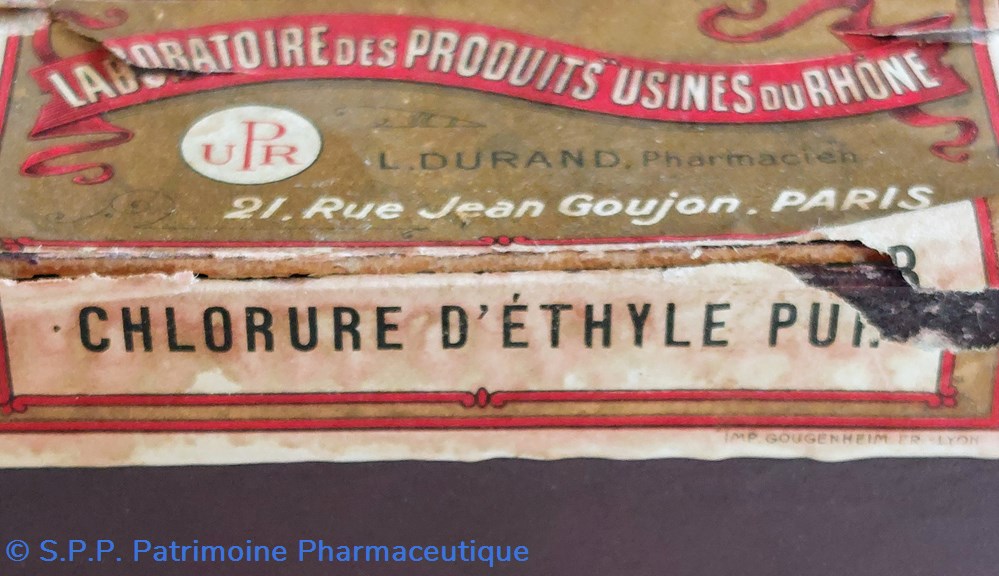 LABORATOIRE DES PRODUITS "USINES DU RHÔNE"
UPR
L. DURAND, Pharmacien
21, Rue Jean Goujon, PARIS
CHLORURE D'ÉTHYLE PUR
IMP. GOUGENHEIM FR - LYON
© S.P.P. Patrimoine Pharmaceutique